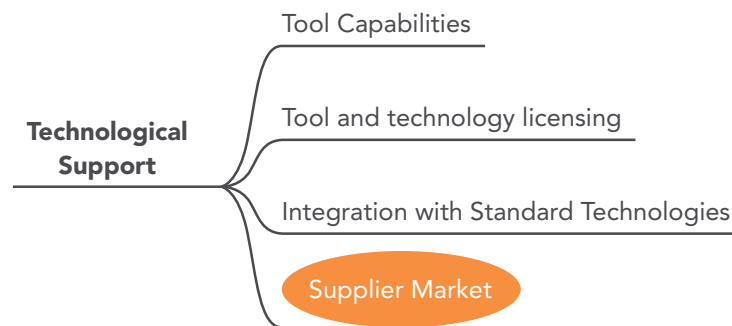 Tool Capabilities
Tool and technology licensing
Technological
Support
Integration with Standard Technologies
Supplier Market